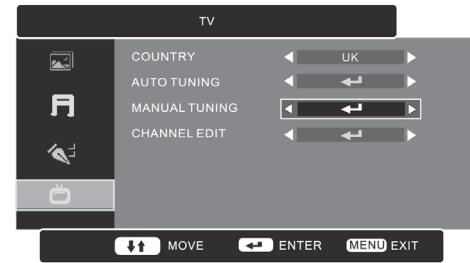 TV
COUNTRY UK
AUTO TUNING
MANUAL TUNING
CHANNEL EDIT
MOVE ENTER MENU EXIT